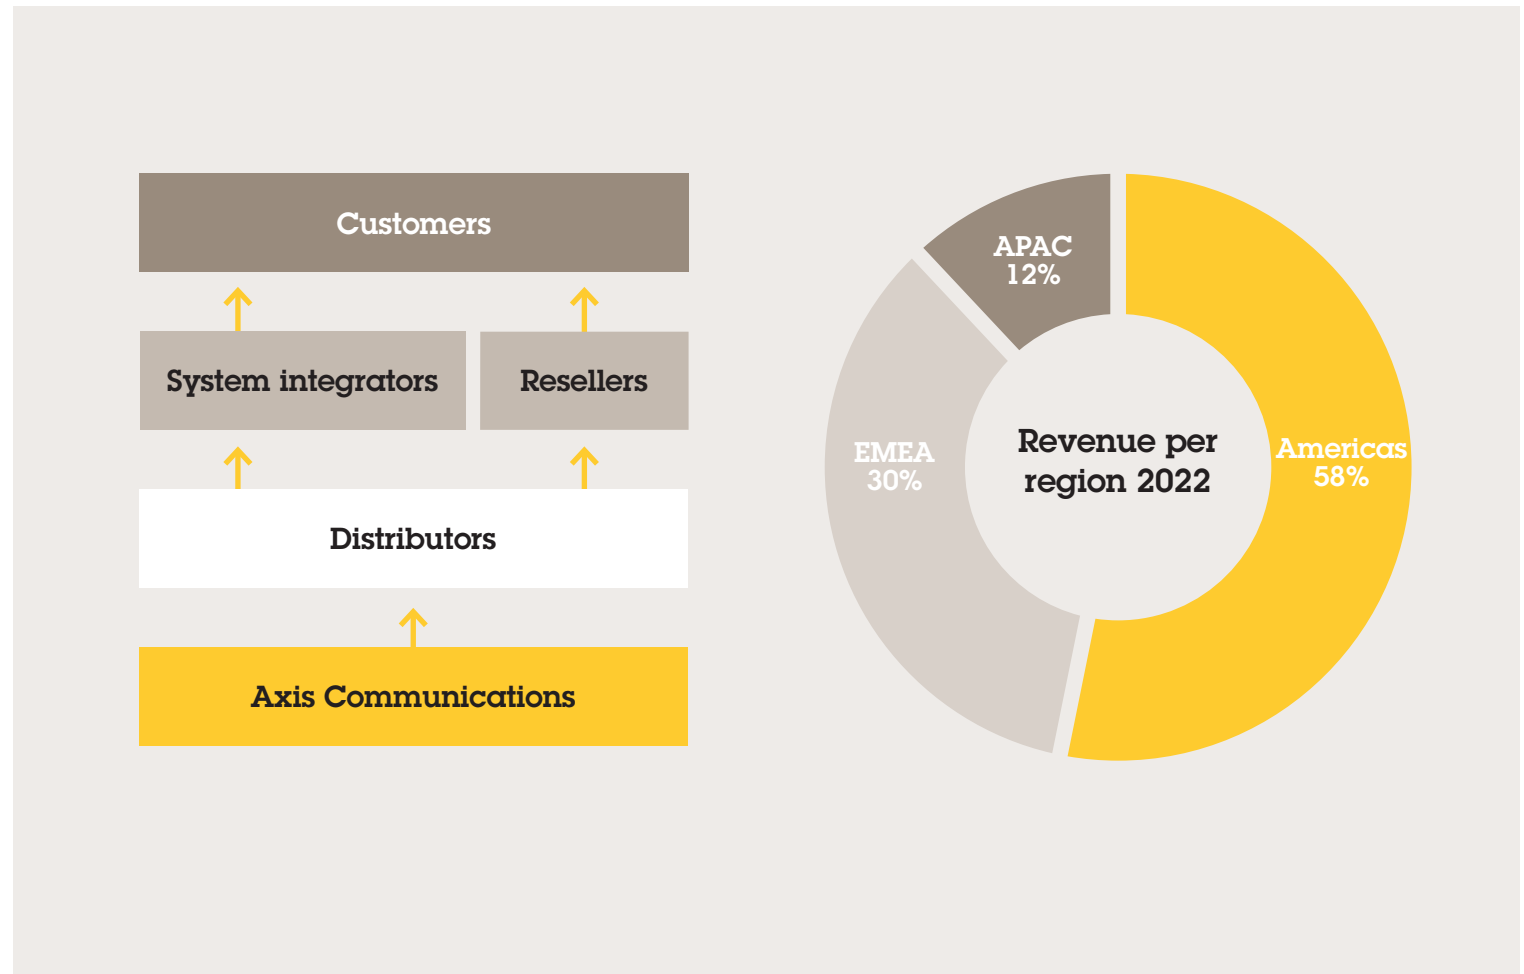 Customers
System integrators
Resellers
Distributors
Axis Communications
APAC
12%
EMEA
30%
Revenue per
region 2022
Americas
58%